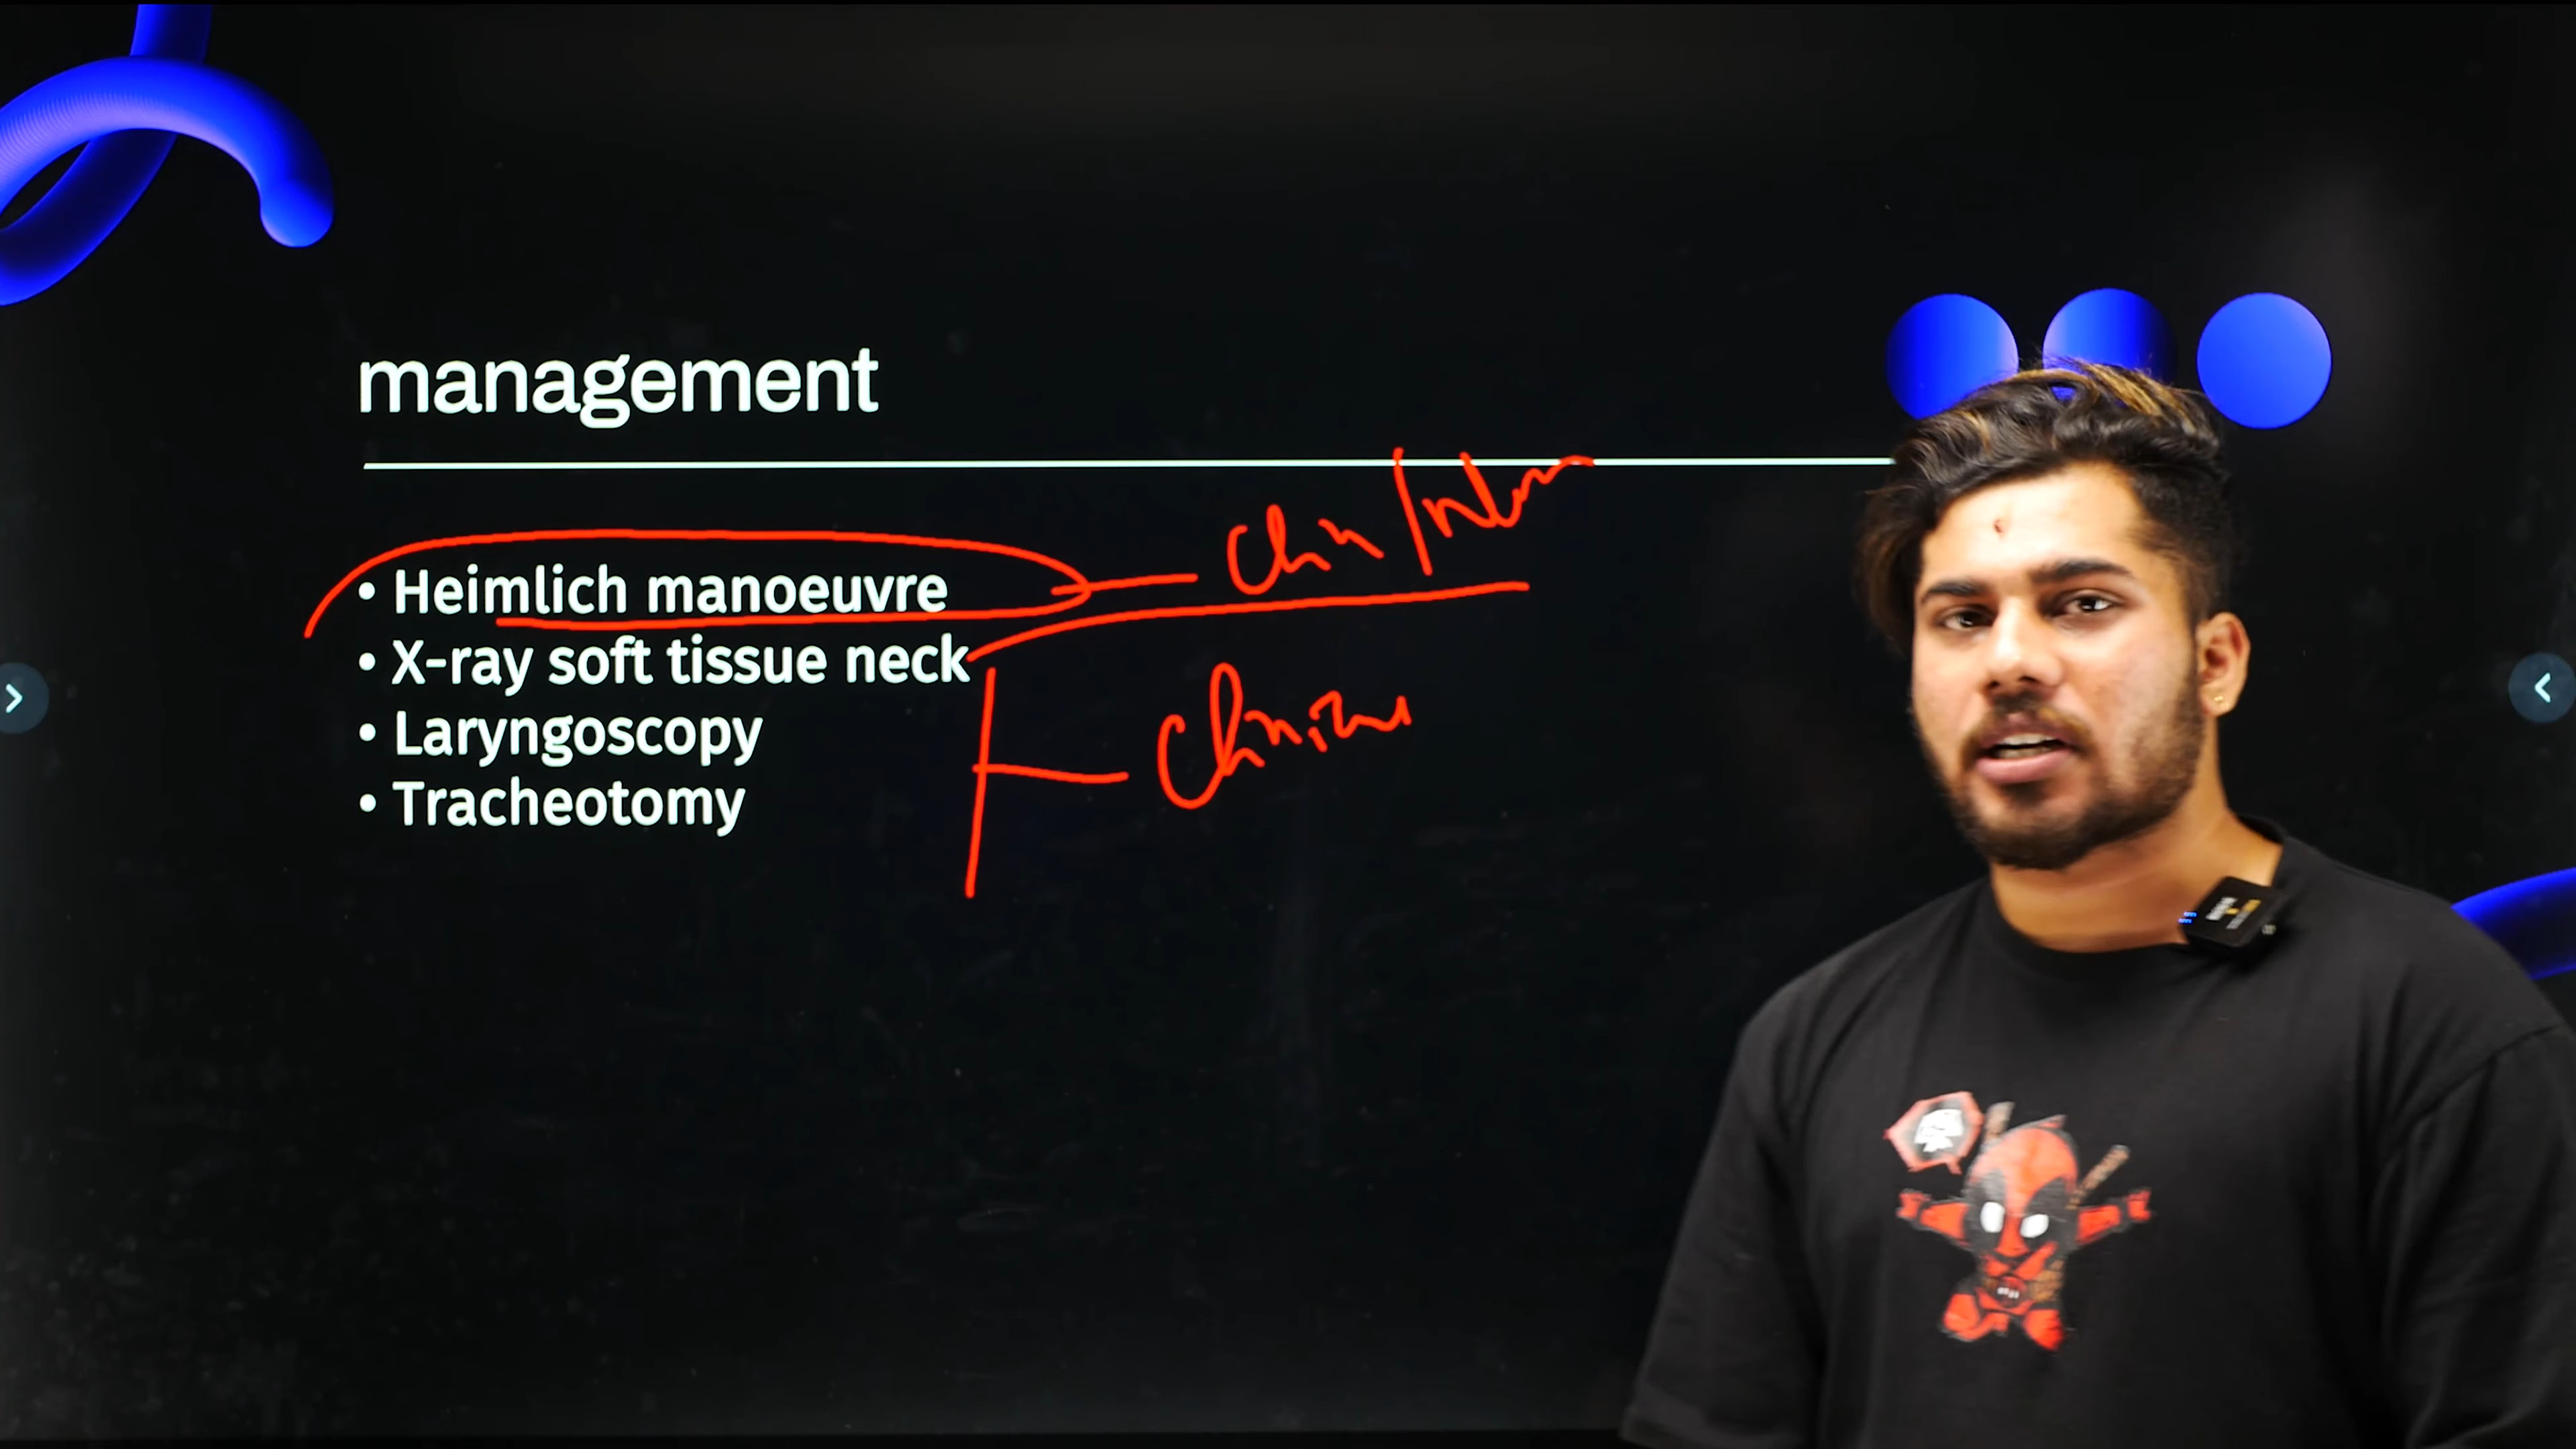 management
• Heimlich manoeuvre
• X-ray soft tissue neck
• Laryngoscopy
• Tracheotomy